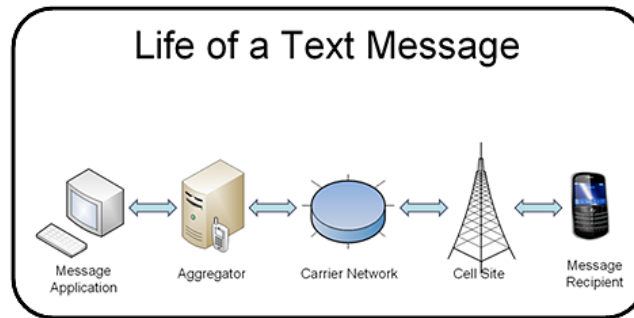 Life of a Text Message
Message
Application
Aggregator
Carrier Network
Cell Site
Message
Recipient